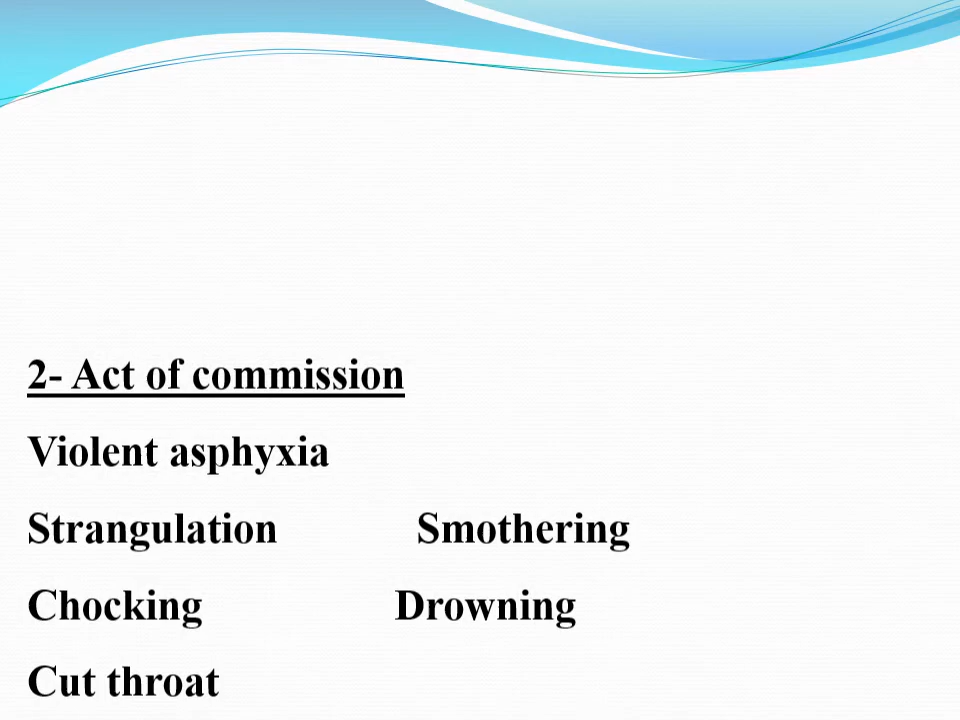 2- Act of commission
Violent asphyxia
Strangulation Smothering
Chocking Drowning
Cut throat